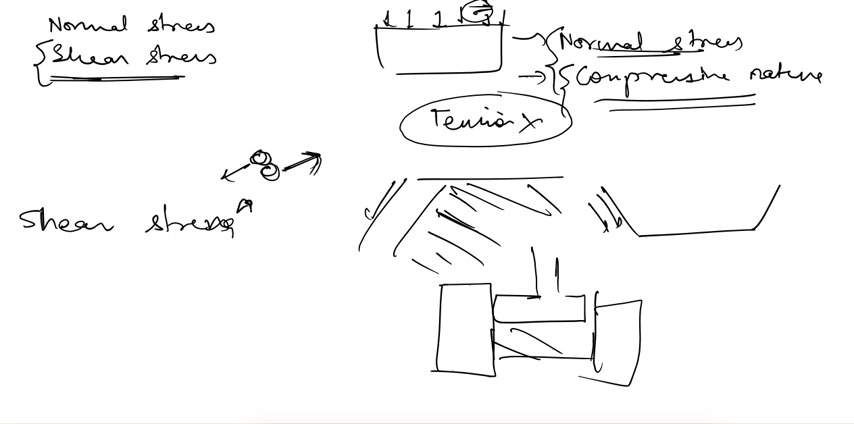 Normal stress
Shear stress
Normal stress
Compressive nature
Tension X
Shear stress